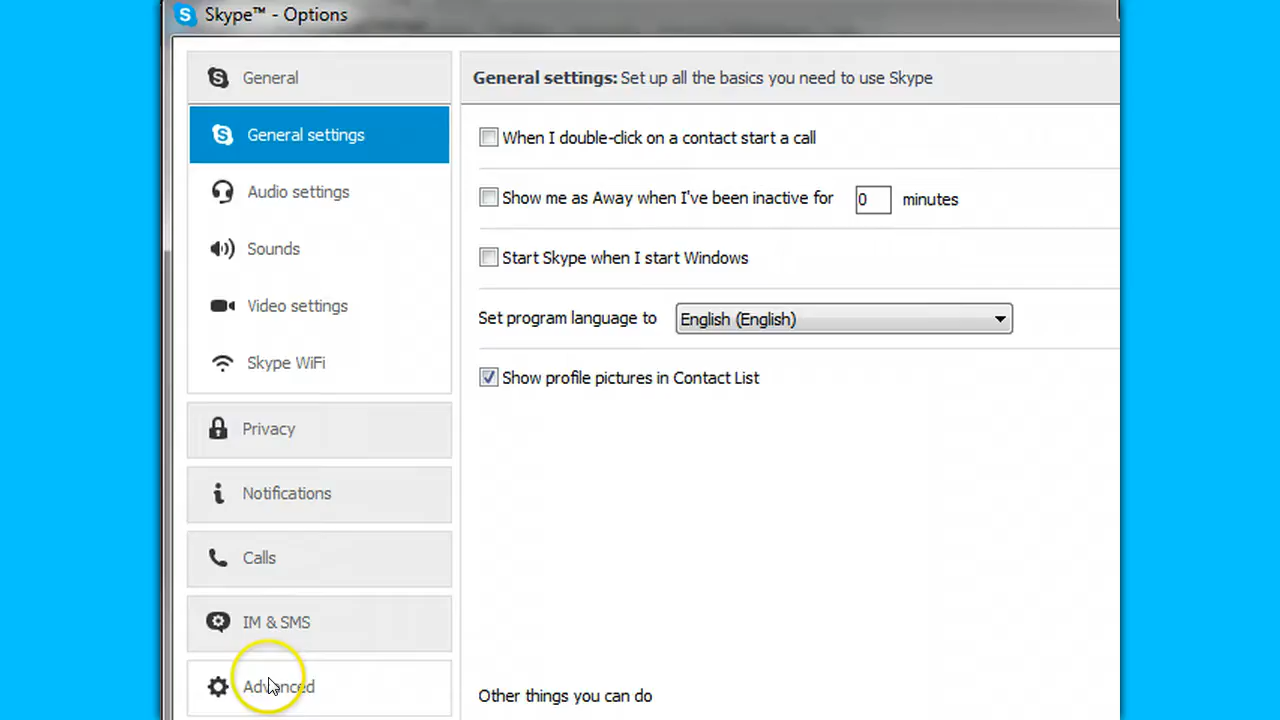 Skype™ - Options
General
General settings
Audio settings
Sounds
Video settings
Skype WiFi
Privacy
Notifications
Calls
IM & SMS
Advanced
General settings: Set up all the basics you need to use Skype
When I double-click on a contact start a call
Show me as Away when I've been inactive for 0 minutes
Start Skype when I start Windows
Set program language to English (English)
Show profile pictures in Contact List
Other things you can do